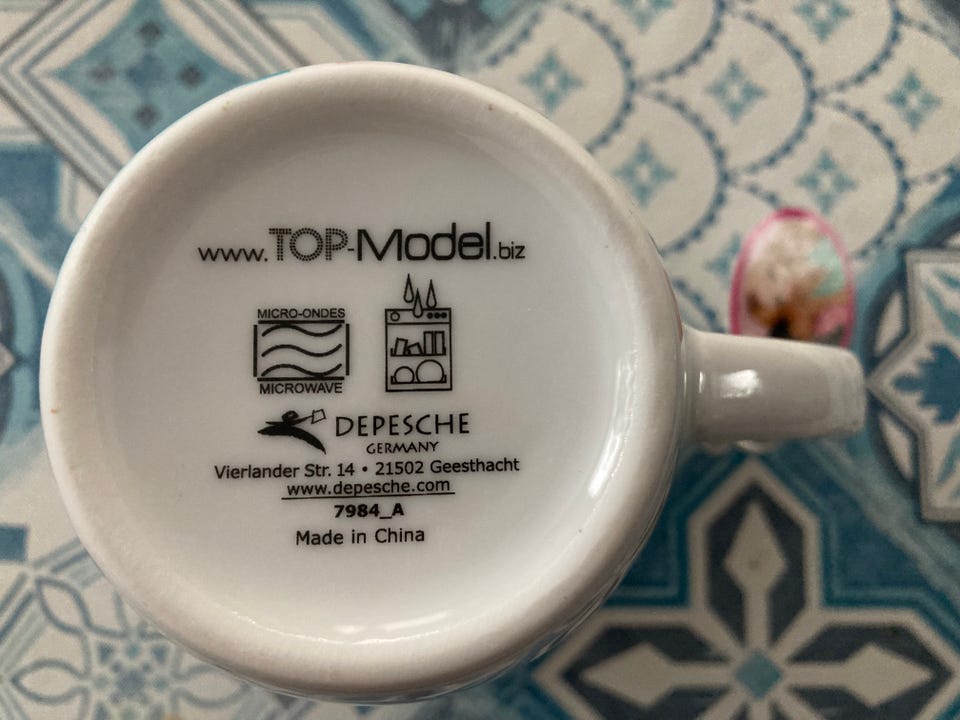 www.TOP-Model.biz
MICRO-ONDES
MICROWAVE
DEPESCHE
GERMANY
Vierlander Str. 14 • 21502 Geesthacht
www.depesche.com
7984_A
Made in China